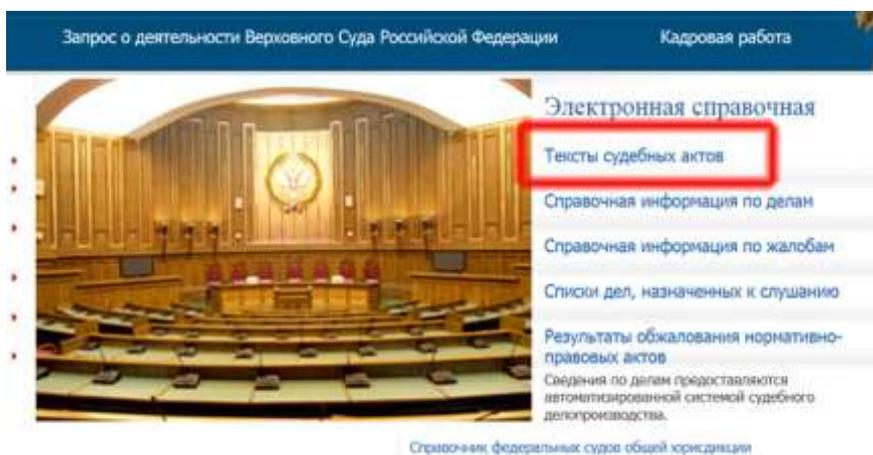 Запрос о деятельности Верховного Суда Российской Федерации
Кадровая работа
Электронная справочная
Тексты судебных актов
Справочная информация по делам
Справочная информация по жалобам
Списки дел, назначенных к слушанию
Результаты обжалования нормативно-
правовых актов
Сведения по делам предоставляются
автоматизированной системой судебного
делопроизводства.
Справочник федеральных судов общей юрисдикции